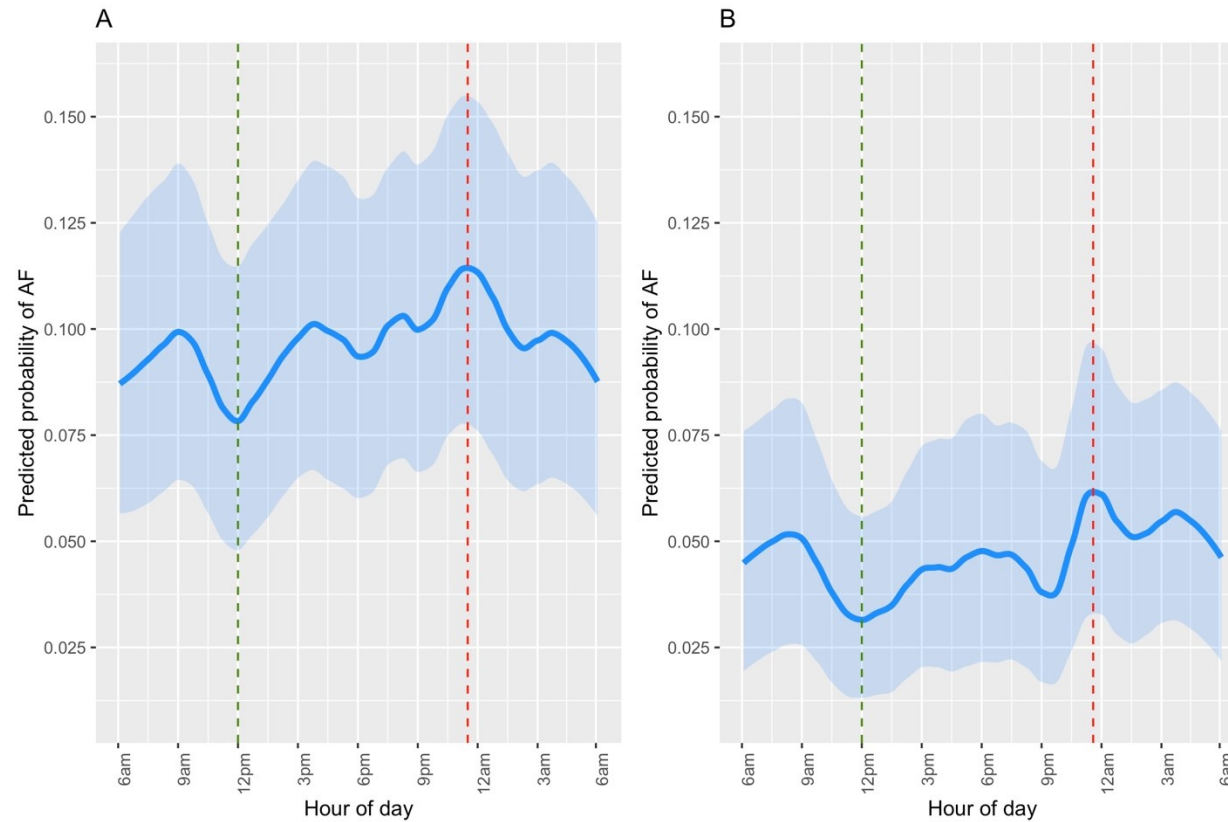 A
Predicted probability of AF
0.150
0.125
0.100
0.075
0.050
0.025
6am
9am
12pm
3pm
6pm
9pm
12am
3am
6am
Hour of day
B
Predicted probability of AF
0.150
0.125
0.100
0.075
0.050
0.025
6am
9am
12pm
3pm
6pm
9pm
12am
3am
6am
Hour of day